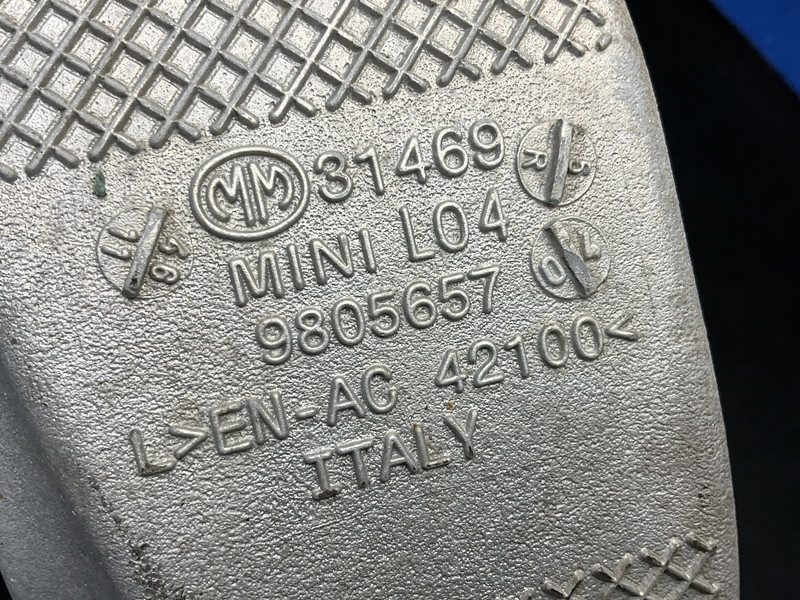 MM 31469
MINI L04
9805657
L>EN-AC 42100<
ITALY